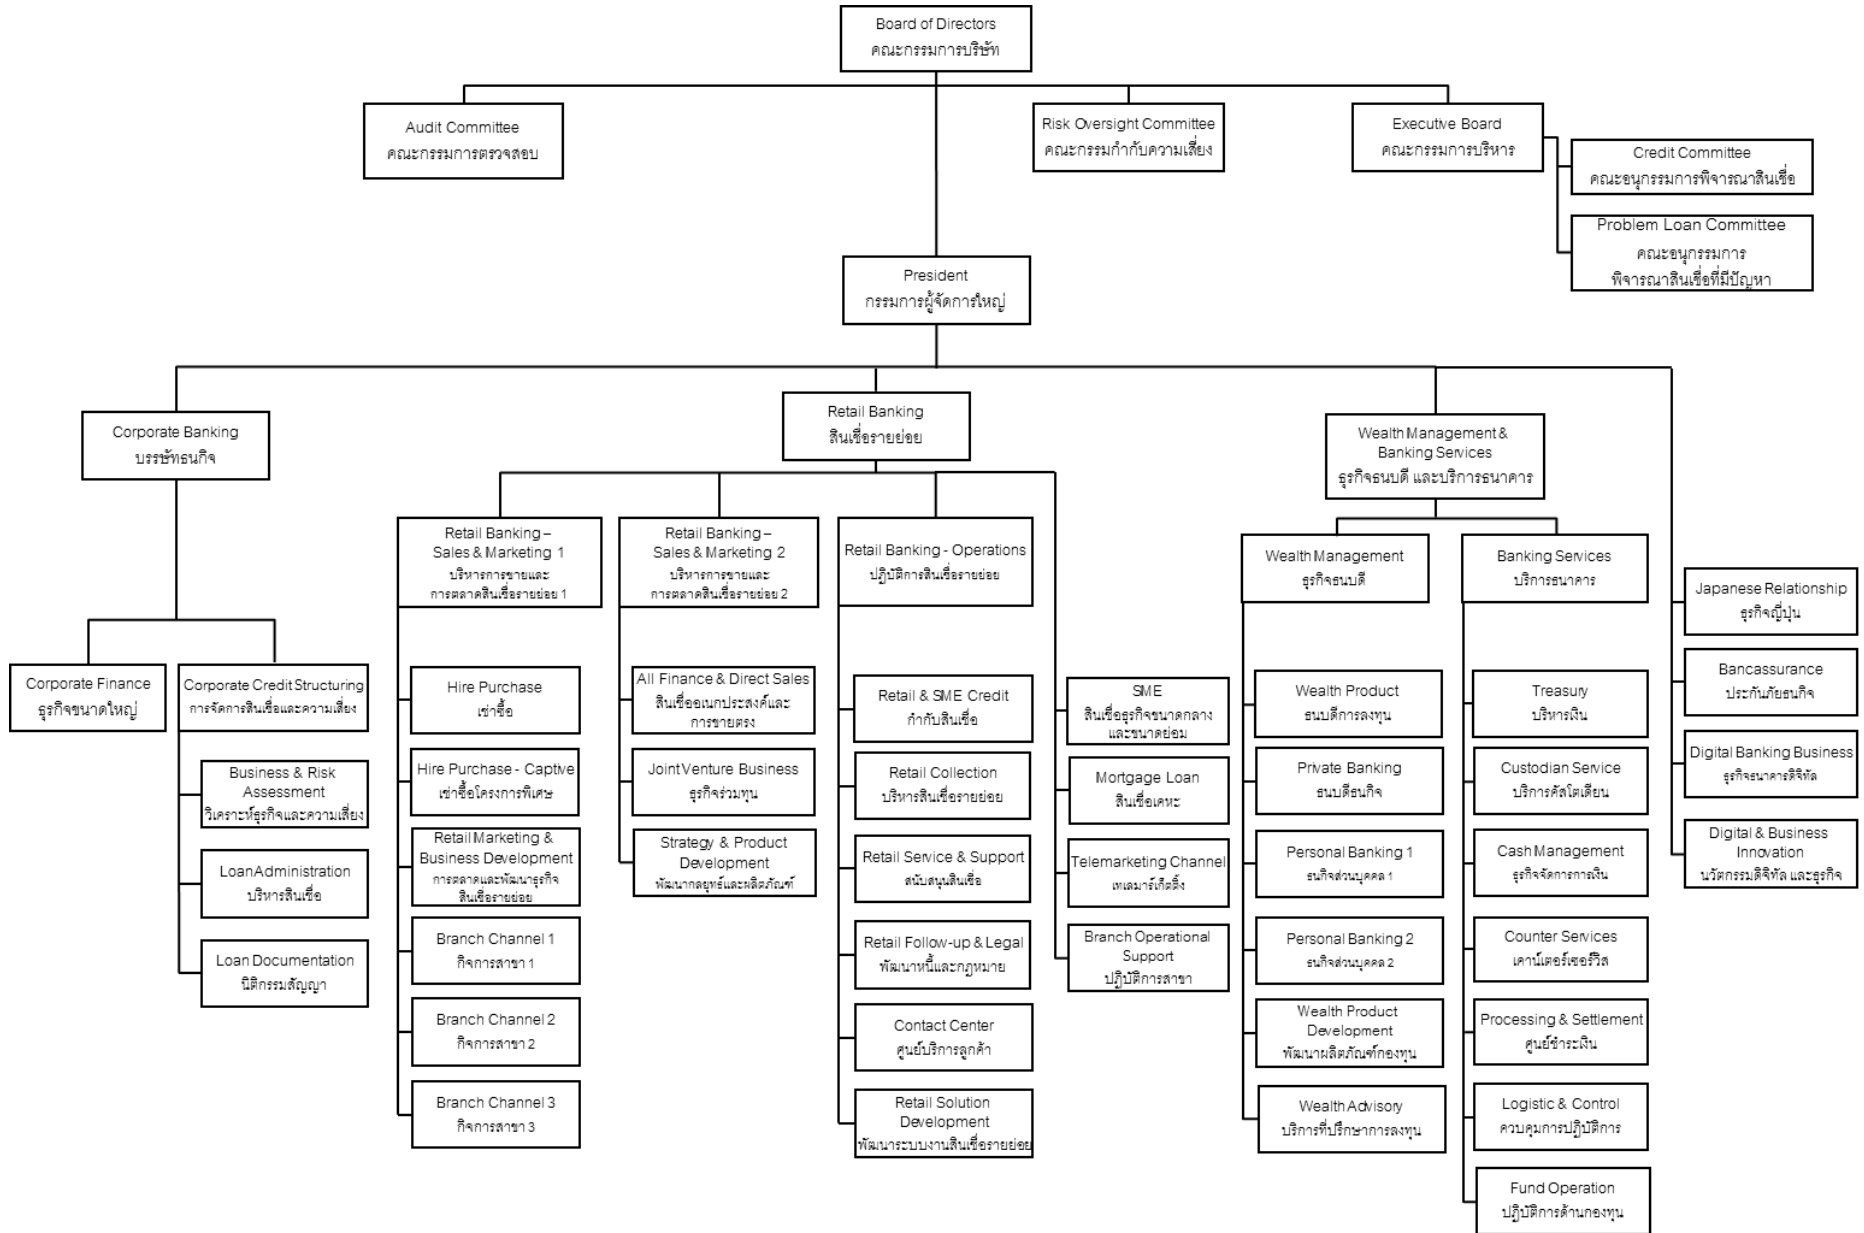 Board of Directors
คณะกรรมการบริษัท
Audit Committee
คณะกรรมการตรวจสอบ
Risk Oversight Committee
คณะกรรมกำกับความเสี่ยง
Executive Board
คณะกรรมการบริหาร
Credit Committee
คณะอนุกรรมการพิจารณาสินเชื่อ
Problem Loan Committee
คณะอนุกรรมการ
พิจารณาสินเชื่อที่มีปัญหา
President
กรรมการผู้จัดการใหญ่
Corporate Banking
บรรษัทธนกิจ
Retail Banking
สินเชื่อรายย่อย
Wealth Management &
Banking Services
ธุรกิจธนบดี และบริการธนาคาร
Corporate Finance
ธุรกิจขนาดใหญ่
Corporate Credit Structuring
การจัดการสินเชื่อและความเสี่ยง
Business & Risk
Assessment
วิเคราะห์ธุรกิจและความเสี่ยง
Loan Administration
บริหารสินเชื่อ
Loan Documentation
นิติกรรมสัญญา
Retail Banking –
Sales & Marketing 1
บริหารการขายและ
การตลาดสินเชื่อรายย่อย 1
Hire Purchase
เช่าซื้อ
Hire Purchase - Captive
เช่าซื้อโครงการพิเศษ
Retail Marketing &
Business Development
การตลาดและพัฒนาธุรกิจ
สินเชื่อรายย่อย
Branch Channel 1
กิจการสาขา 1
Branch Channel 2
กิจการสาขา 2
Branch Channel 3
กิจการสาขา 3
Retail Banking –
Sales & Marketing 2
บริหารการขายและ
การตลาดสินเชื่อรายย่อย 2
All Finance & Direct Sales
สินเชื่ออเนกประสงค์และ
การขายตรง
Joint Venture Business
ธุรกิจร่วมทุน
Strategy & Product
Development
พัฒนากลยุทธ์และผลิตภัณฑ์
Retail Banking - Operations
ปฏิบัติการสินเชื่อรายย่อย
Retail & SME Credit
กำกับสินเชื่อ
Retail Collection
บริหารสินเชื่อรายย่อย
Retail Service & Support
สนับสนุนสินเชื่อ
Retail Follow-up & Legal
พัฒนาหนี้และกฎหมาย
Contact Center
ศูนย์บริการลูกค้า
Retail Solution
Development
พัฒนาระบบงานสินเชื่อรายย่อย
SME
สินเชื่อธุรกิจขนาดกลาง
และขนาดย่อม
Mortgage Loan
สินเชื่อเคหะ
Telemarketing Channel
เทเลมาร์เก็ตติ้ง
Branch Operational
Support
ปฏิบัติการสาขา
Wealth Management
ธุรกิจธนบดี
Wealth Product
ธนบดีการลงทุน
Private Banking
ธนบดีธนกิจ
Personal Banking 1
ธนกิจส่วนบุคคล 1
Personal Banking 2
ธนกิจส่วนบุคคล 2
Wealth Product
Development
พัฒนาผลิตภัณฑ์กองทุน
Wealth Advisory
บริการที่ปรึกษาการลงทุน
Banking Services
บริการธนาคาร
Treasury
บริหารเงิน
Custodian Service
บริการคัสโตเดียน
Cash Management
ธุรกิจจัดการการเงิน
Counter Services
เคาน์เตอร์เซอร์วิส
Processing & Settlement
ศูนย์ชำระเงิน
Logistic & Control
ควบคุมการปฏิบัติการ
Fund Operation
ปฏิบัติการด้านกองทุน
Japanese Relationship
ธุรกิจญี่ปุ่น
Bancassurance
ประกันภัยธนกิจ
Digital Banking Business
ธุรกิจธนาคารดิจิทัล
Digital & Business
Innovation
นวัตกรรมดิจิทัล และธุรกิจ